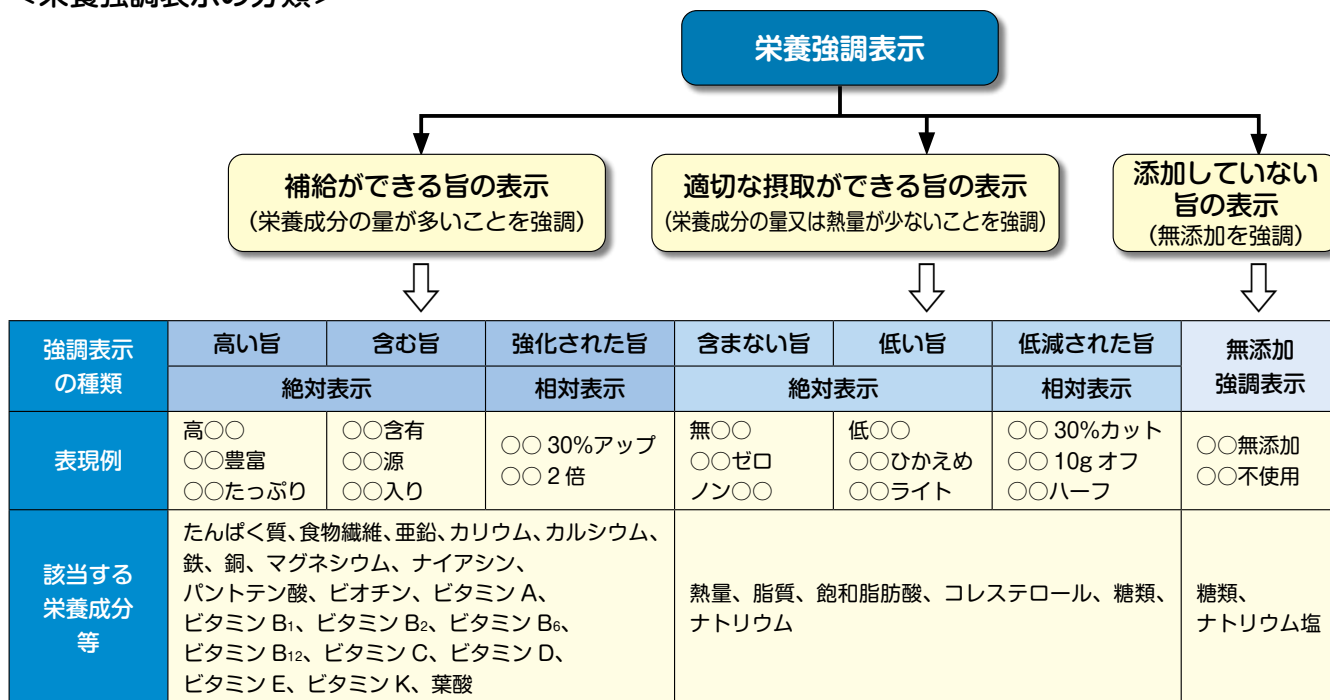 <栄養強調表示の分類>
栄養強調表示
補給ができる旨の表示
(栄養成分の量が多いことを強調)
適切な摂取ができる旨の表示
(栄養成分の量又は熱量が少ないことを強調)
添加していない
旨の表示
(無添加を強調)
強調表示
の種類
高い旨
含む旨
強化された旨
含まない旨
低い旨
低減された旨
無添加
強調表示
絶対表示
相対表示
絶対表示
相対表示
表現例
高○○
○○豊富
○○たっぷり
○○含有
○○源
○○入り
○○ 30%アップ
○○ 2 倍
無○○
○○ゼロ
ノン○○
低○○
○○ひかえめ
○○ライト
○○ 30%カット
○○ 10g オフ
○○ハーフ
○○無添加
○○不使用
該当する
栄養成分
等
たんぱく質、食物繊維、亜鉛、カリウム、カルシウム、
鉄、銅、マグネシウム、ナイアシン、
パントテン酸、ビオチン、ビタミン A、
ビタミン B₁、ビタミン B₂、ビタミン B₆、
ビタミン B₁₂、ビタミン C、ビタミン D、
ビタミン E、ビタミン K、葉酸
熱量、脂質、飽和脂肪酸、コレステロール、糖類、
ナトリウム
糖類、
ナトリウム塩